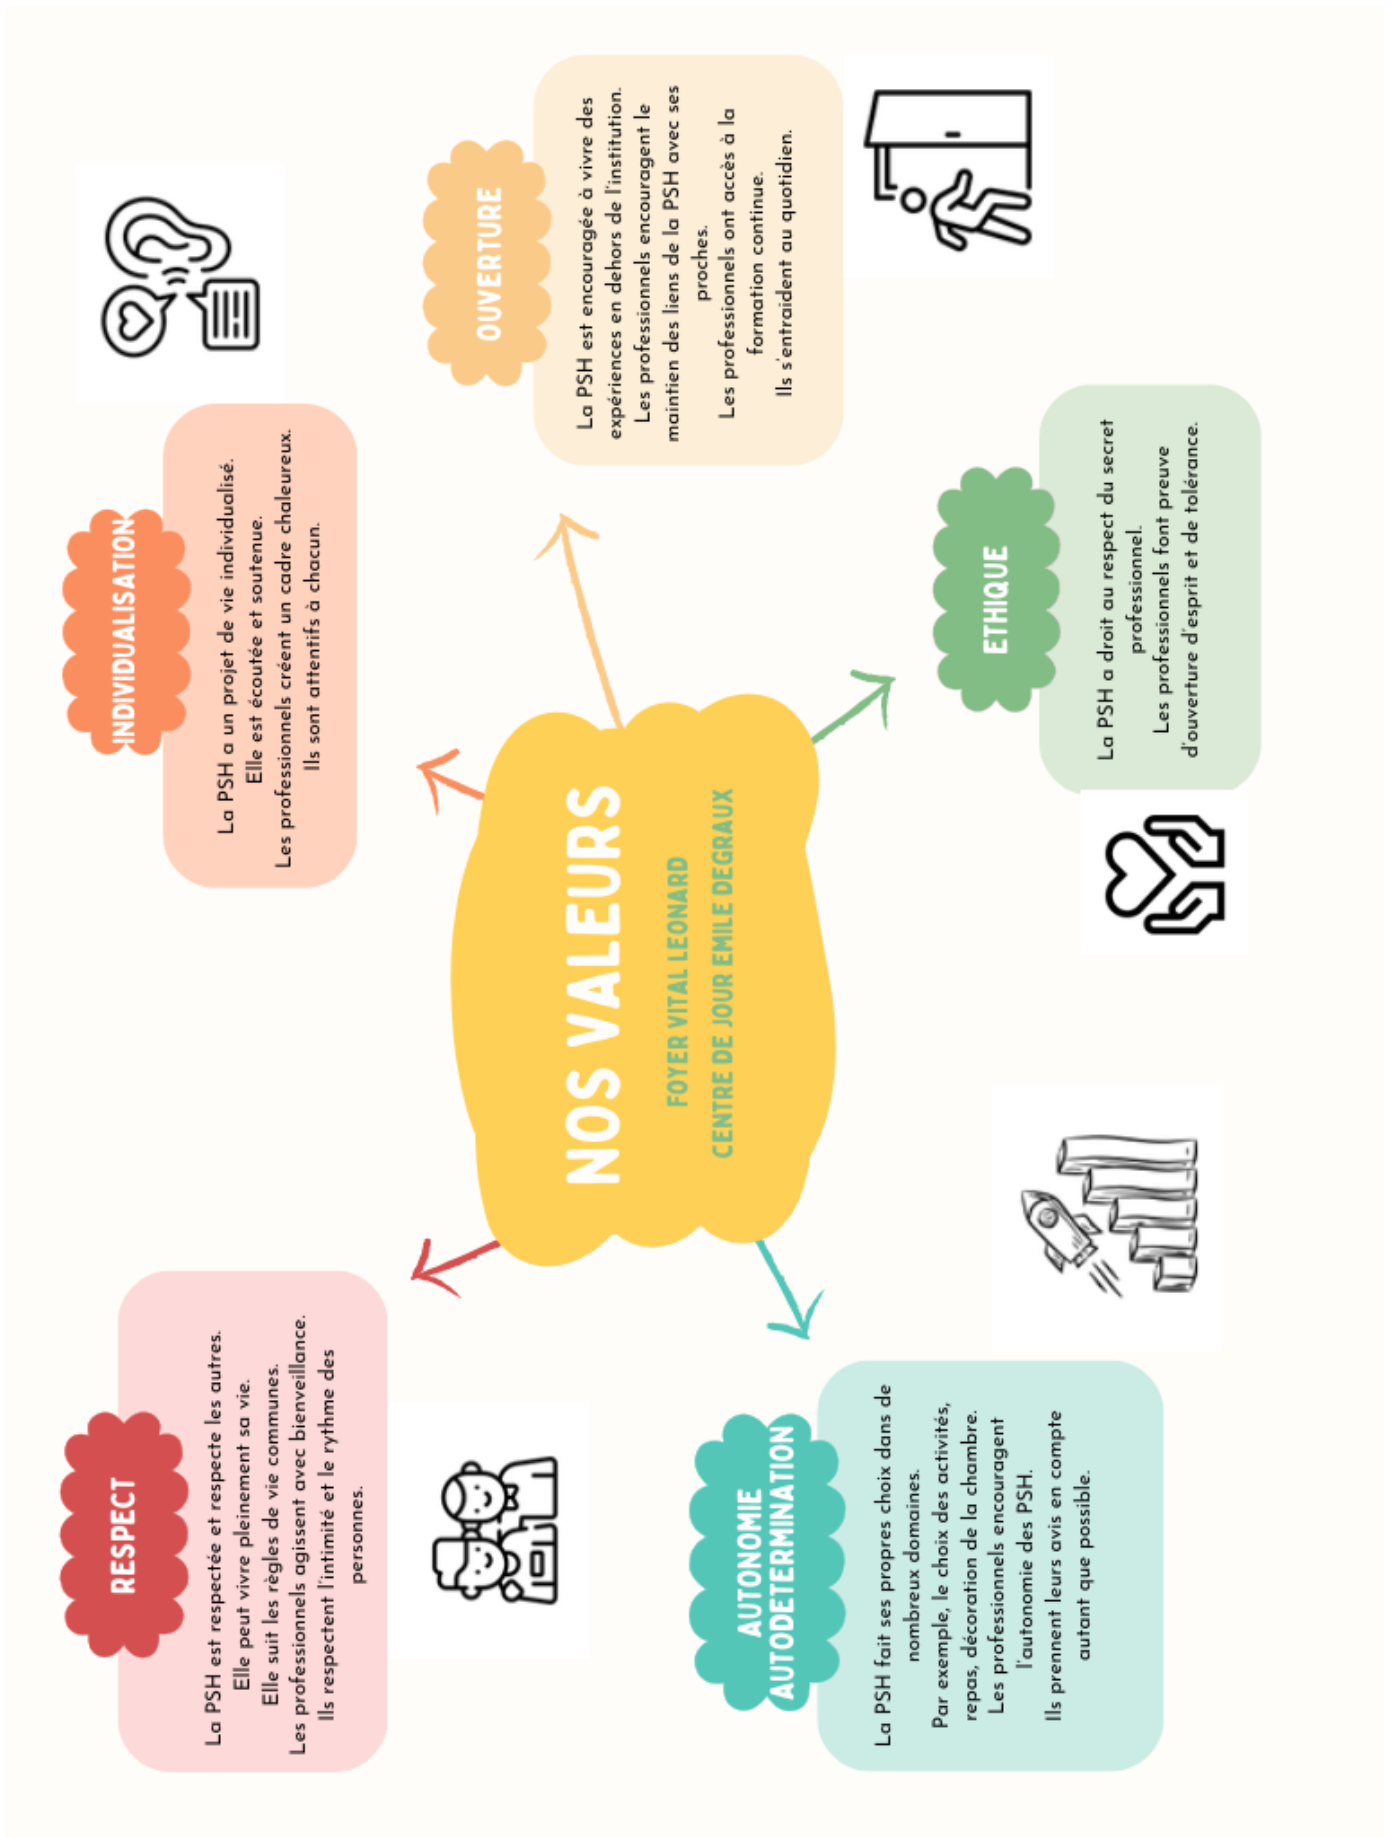 NOS VALEURS
FOYER VITAL LEONARD
CENTRE DE JOUR EMILE DEGRAUX
RESPECT
La PSH est respectée et respecte les autres.
Elle peut vivre pleinement sa vie.
Elle suit les règles de vie communes.
Les professionnels agissent avec bienveillance.
Ils respectent l'intimité et le rythme des
personnes.
INDIVIDUALISATION
La PSH a un projet de vie individualisé.
Elle est écoutée et soutenue.
Les professionnels créent un cadre chaleureux.
Ils sont attentifs à chacun.
OUVERTURE
La PSH est encouragée à vivre des
expériences en dehors de l'institution.
Les professionnels encouragent le
maintien des liens de la PSH avec ses
proches.
Les professionnels ont accès à la
formation continue.
Ils s'entraident au quotidien.
AUTONOMIE
AUTODETERMINATION
La PSH fait ses propres choix dans de
nombreux domaines.
Par exemple, le choix des activités,
repas, décoration de la chambre.
Les professionnels encouragent
l'autonomie des PSH.
Ils prennent leurs avis en compte
autant que possible.
ETHIQUE
La PSH a droit au respect du secret
professionnel.
Les professionnels font preuve
d'ouverture d'esprit et de tolérance.